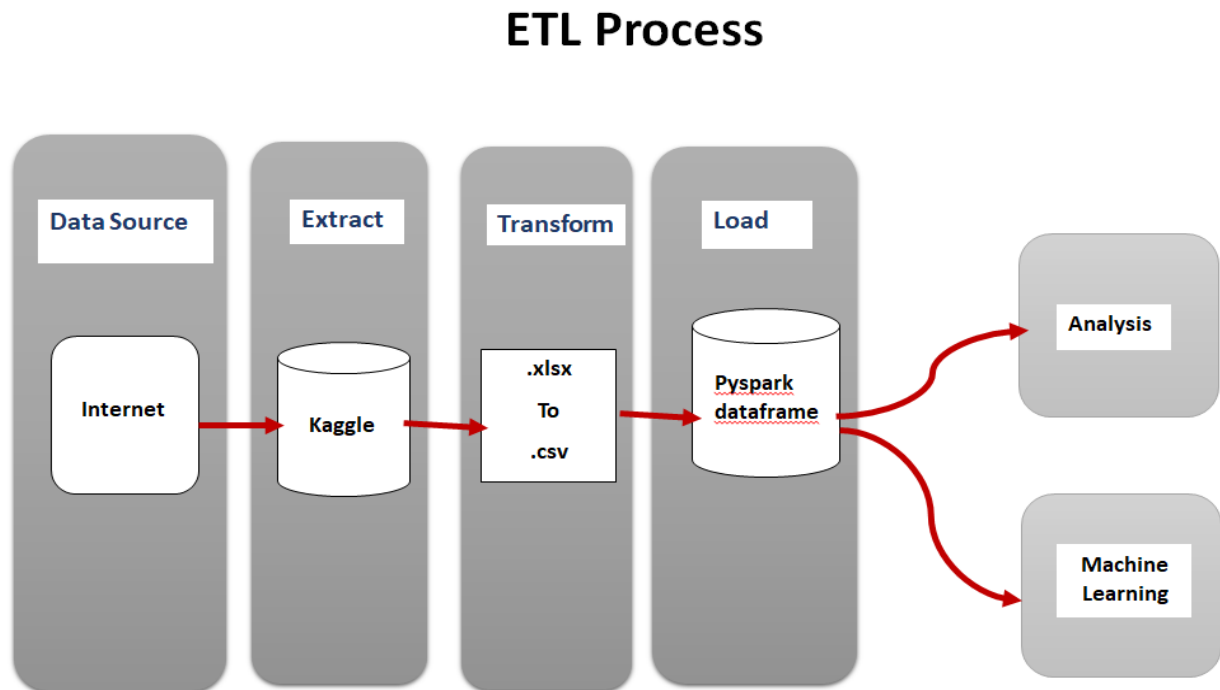 ETL Process
Data Source
Extract
Transform
Load
Internet
Kaggle
.xlsx
To
.csv
Pyspark
dataframe
Analysis
Machine
Learning